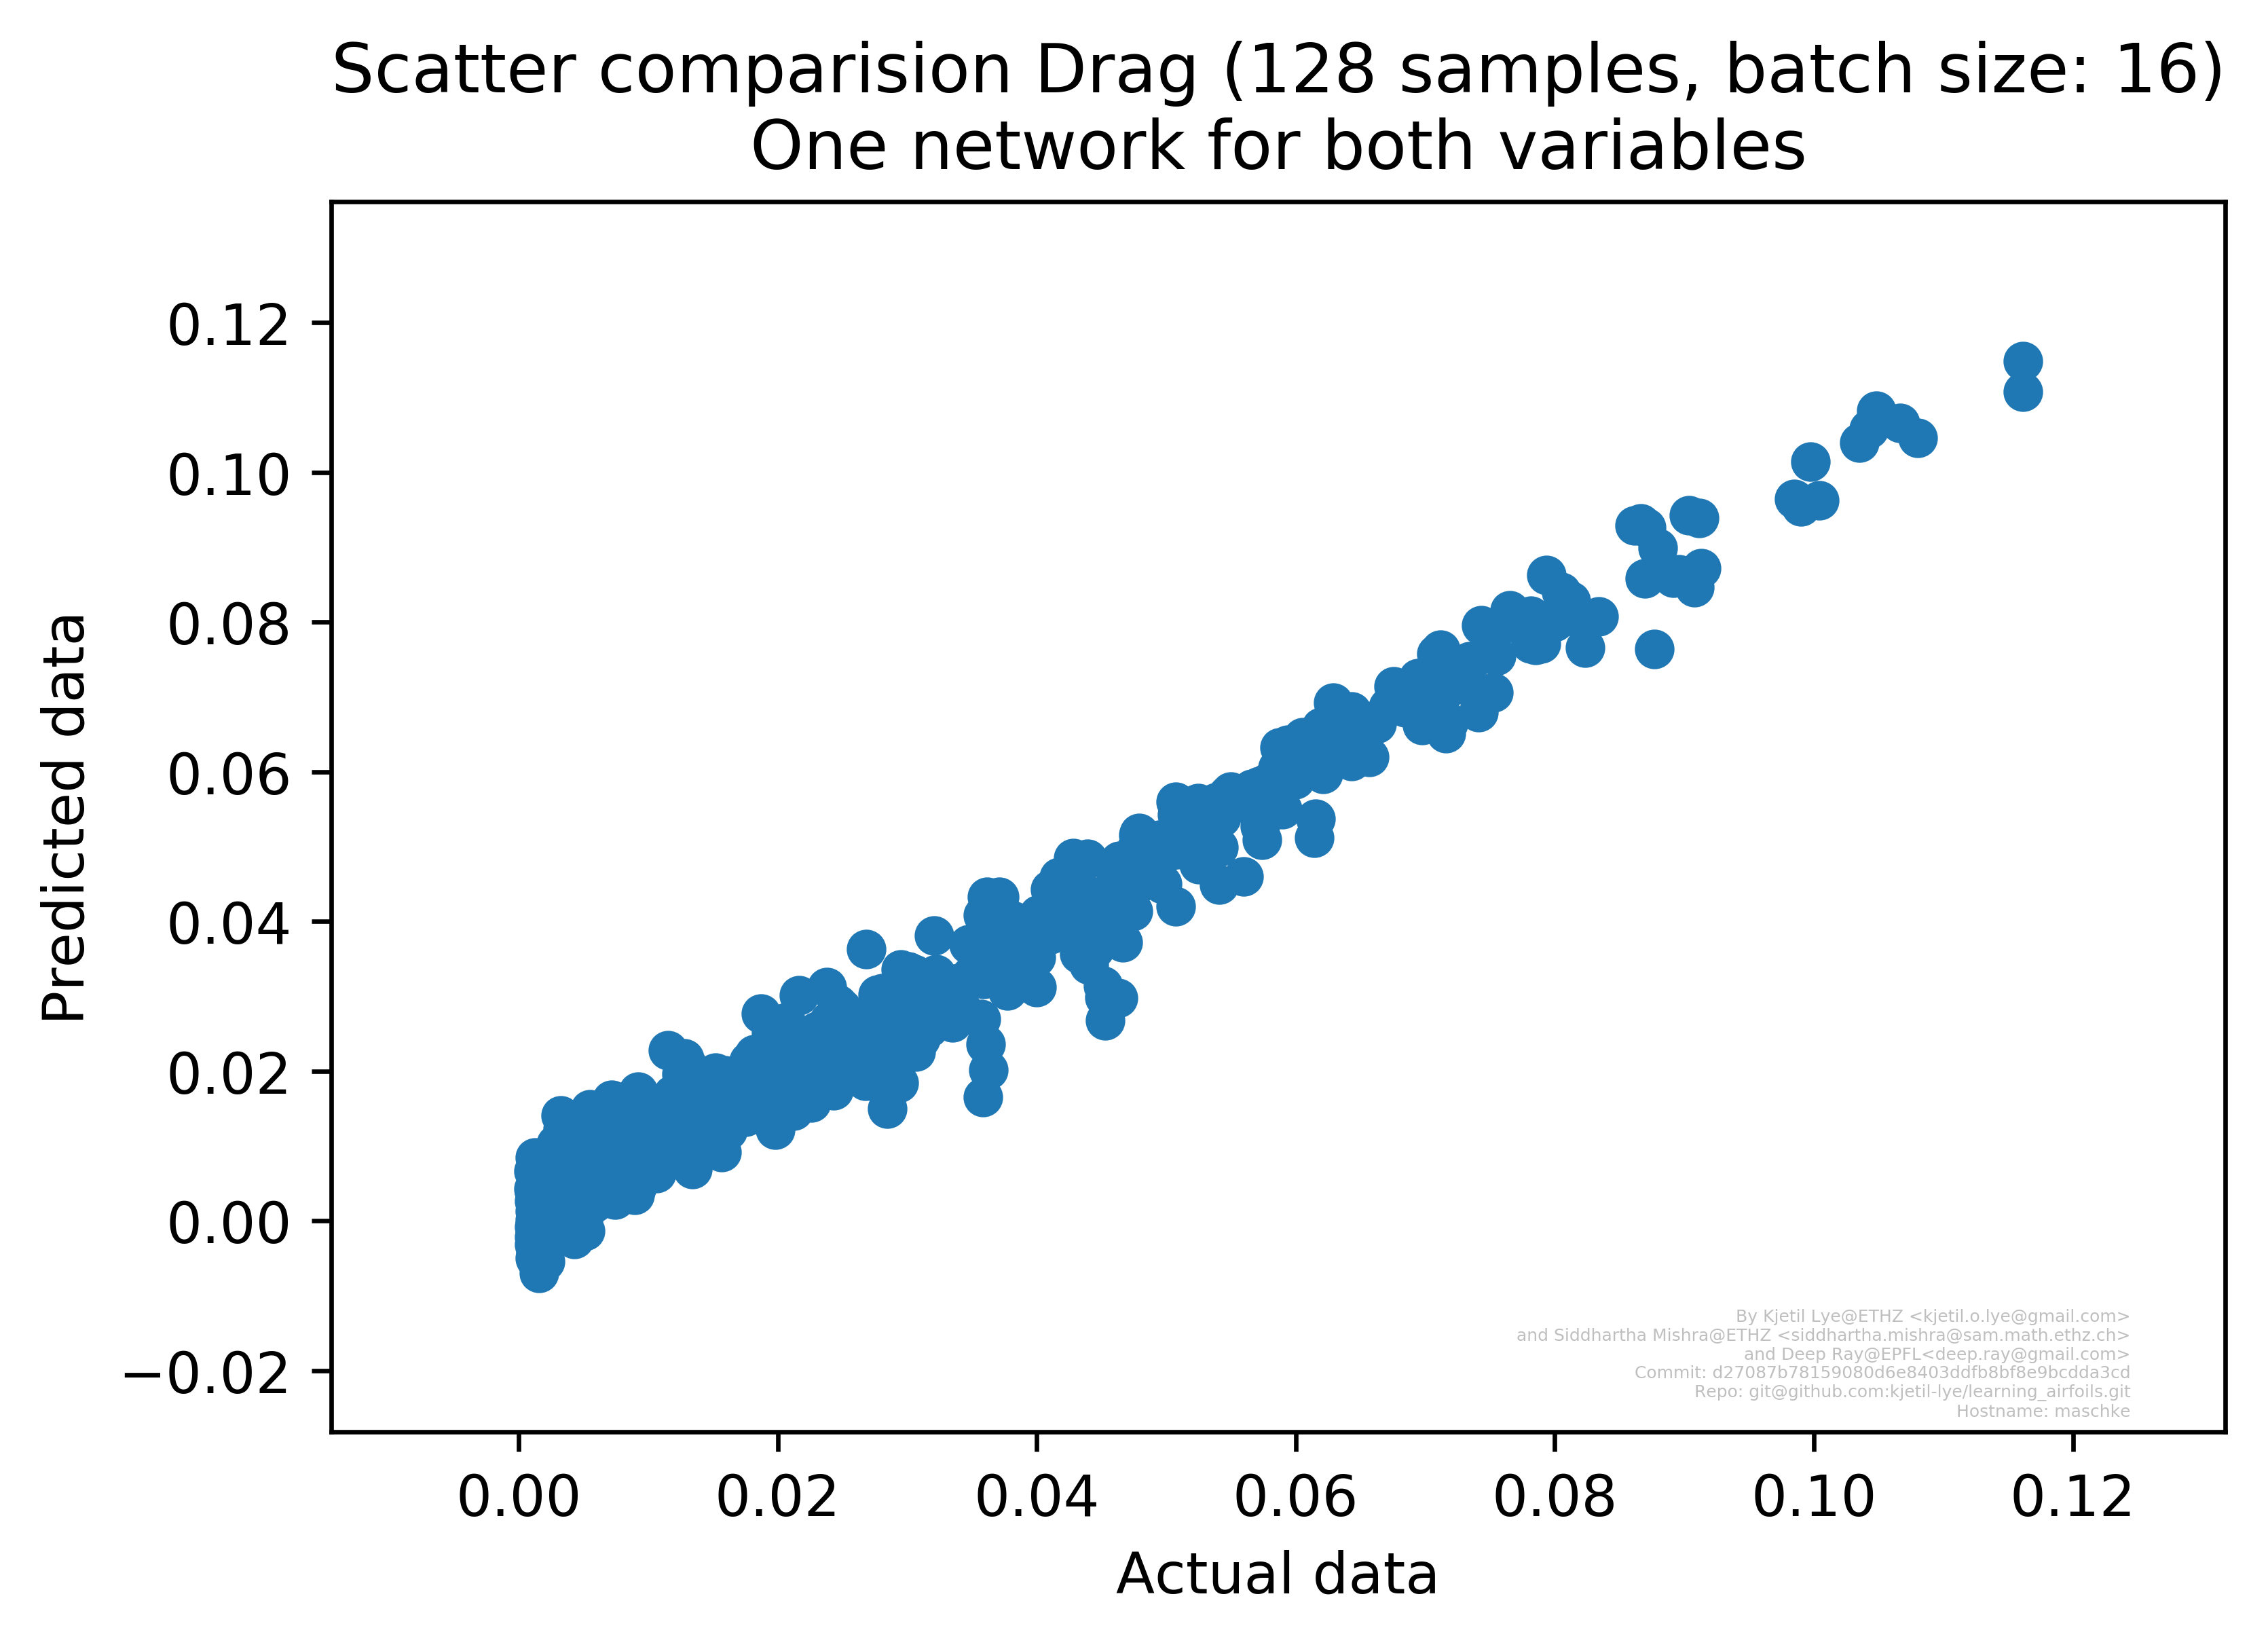 Scatter comparision Drag (128 samples, batch size: 16)
One network for both variables
Predicted data
0.12
0.10
0.08
0.06
0.04
0.02
0.00
−0.02
0.00 0.02 0.04 0.06 0.08 0.10 0.12
Actual data
By Kjetil Lye@ETHZ <kjetil.o.lye@gmail.com>
and Siddhartha Mishra@ETHZ <siddhartha.mishra@sam.math.ethz.ch>
and Deep Ray@EPFL<deep.ray@gmail.com>
Commit: d27087b78159080d6e8403ddfb8bf8e9bcdda3cd
Repo: git@github.com:kjetil-lye/learning_airfoils.git
Hostname: maschke